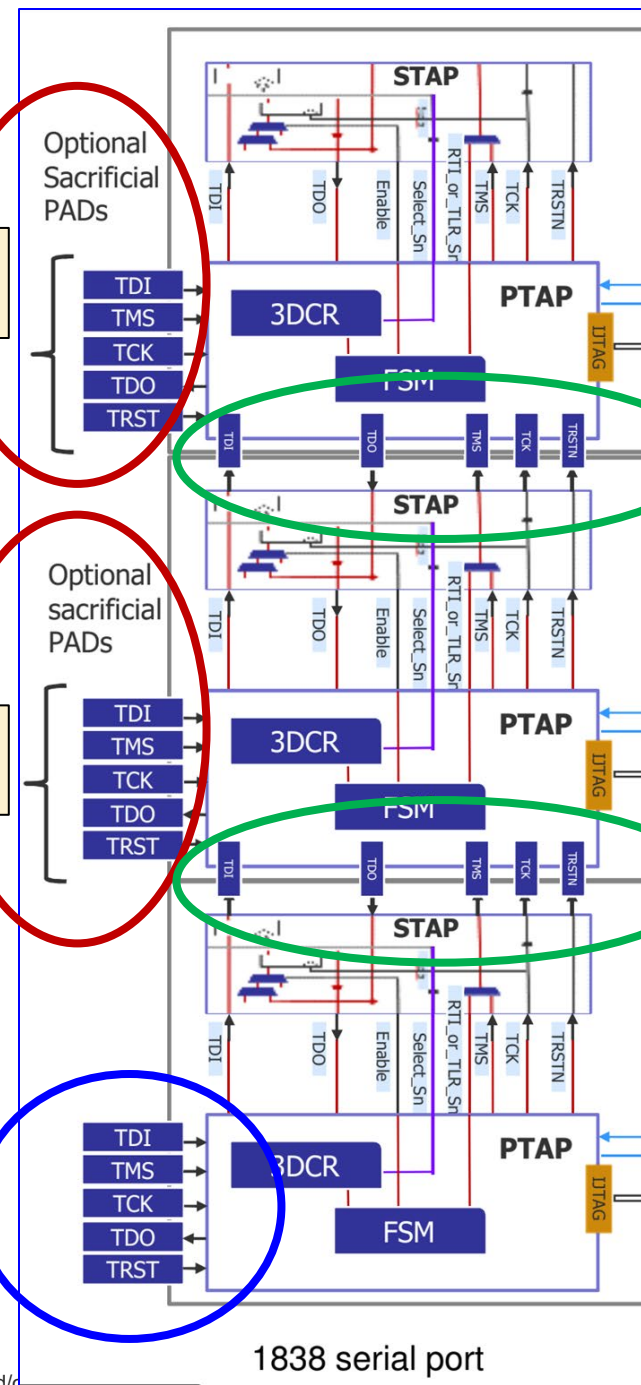 STAP
Optional
Sacrificial
PADs
TDI
TDO
Enable
Select_Sn
RTI_or_TLR_Sn
TMS
TCK
TRSTN
TDI
TMS
TCK
TDO
TRST
3DCR
PTAP
FSM
IJTAG
TDI
TDO
TMS
TCK
TRSTN
STAP
Optional
sacrificial
PADs
TDI
TDO
Enable
Select_Sn
RTI_or_TLR_Sn
TMS
TCK
TRSTN
TDI
TMS
TCK
TDO
TRST
3DCR
PTAP
FSM
IJTAG
TDI
TDO
TMS
TCK
TRSTN
STAP
TDI
TDO
Enable
Select_Sn
RTI_or_TLR_Sn
TMS
TCK
TRSTN
TDI
TMS
TCK
TDO
TRST
3DCR
PTAP
FSM
IJTAG
1838 serial port